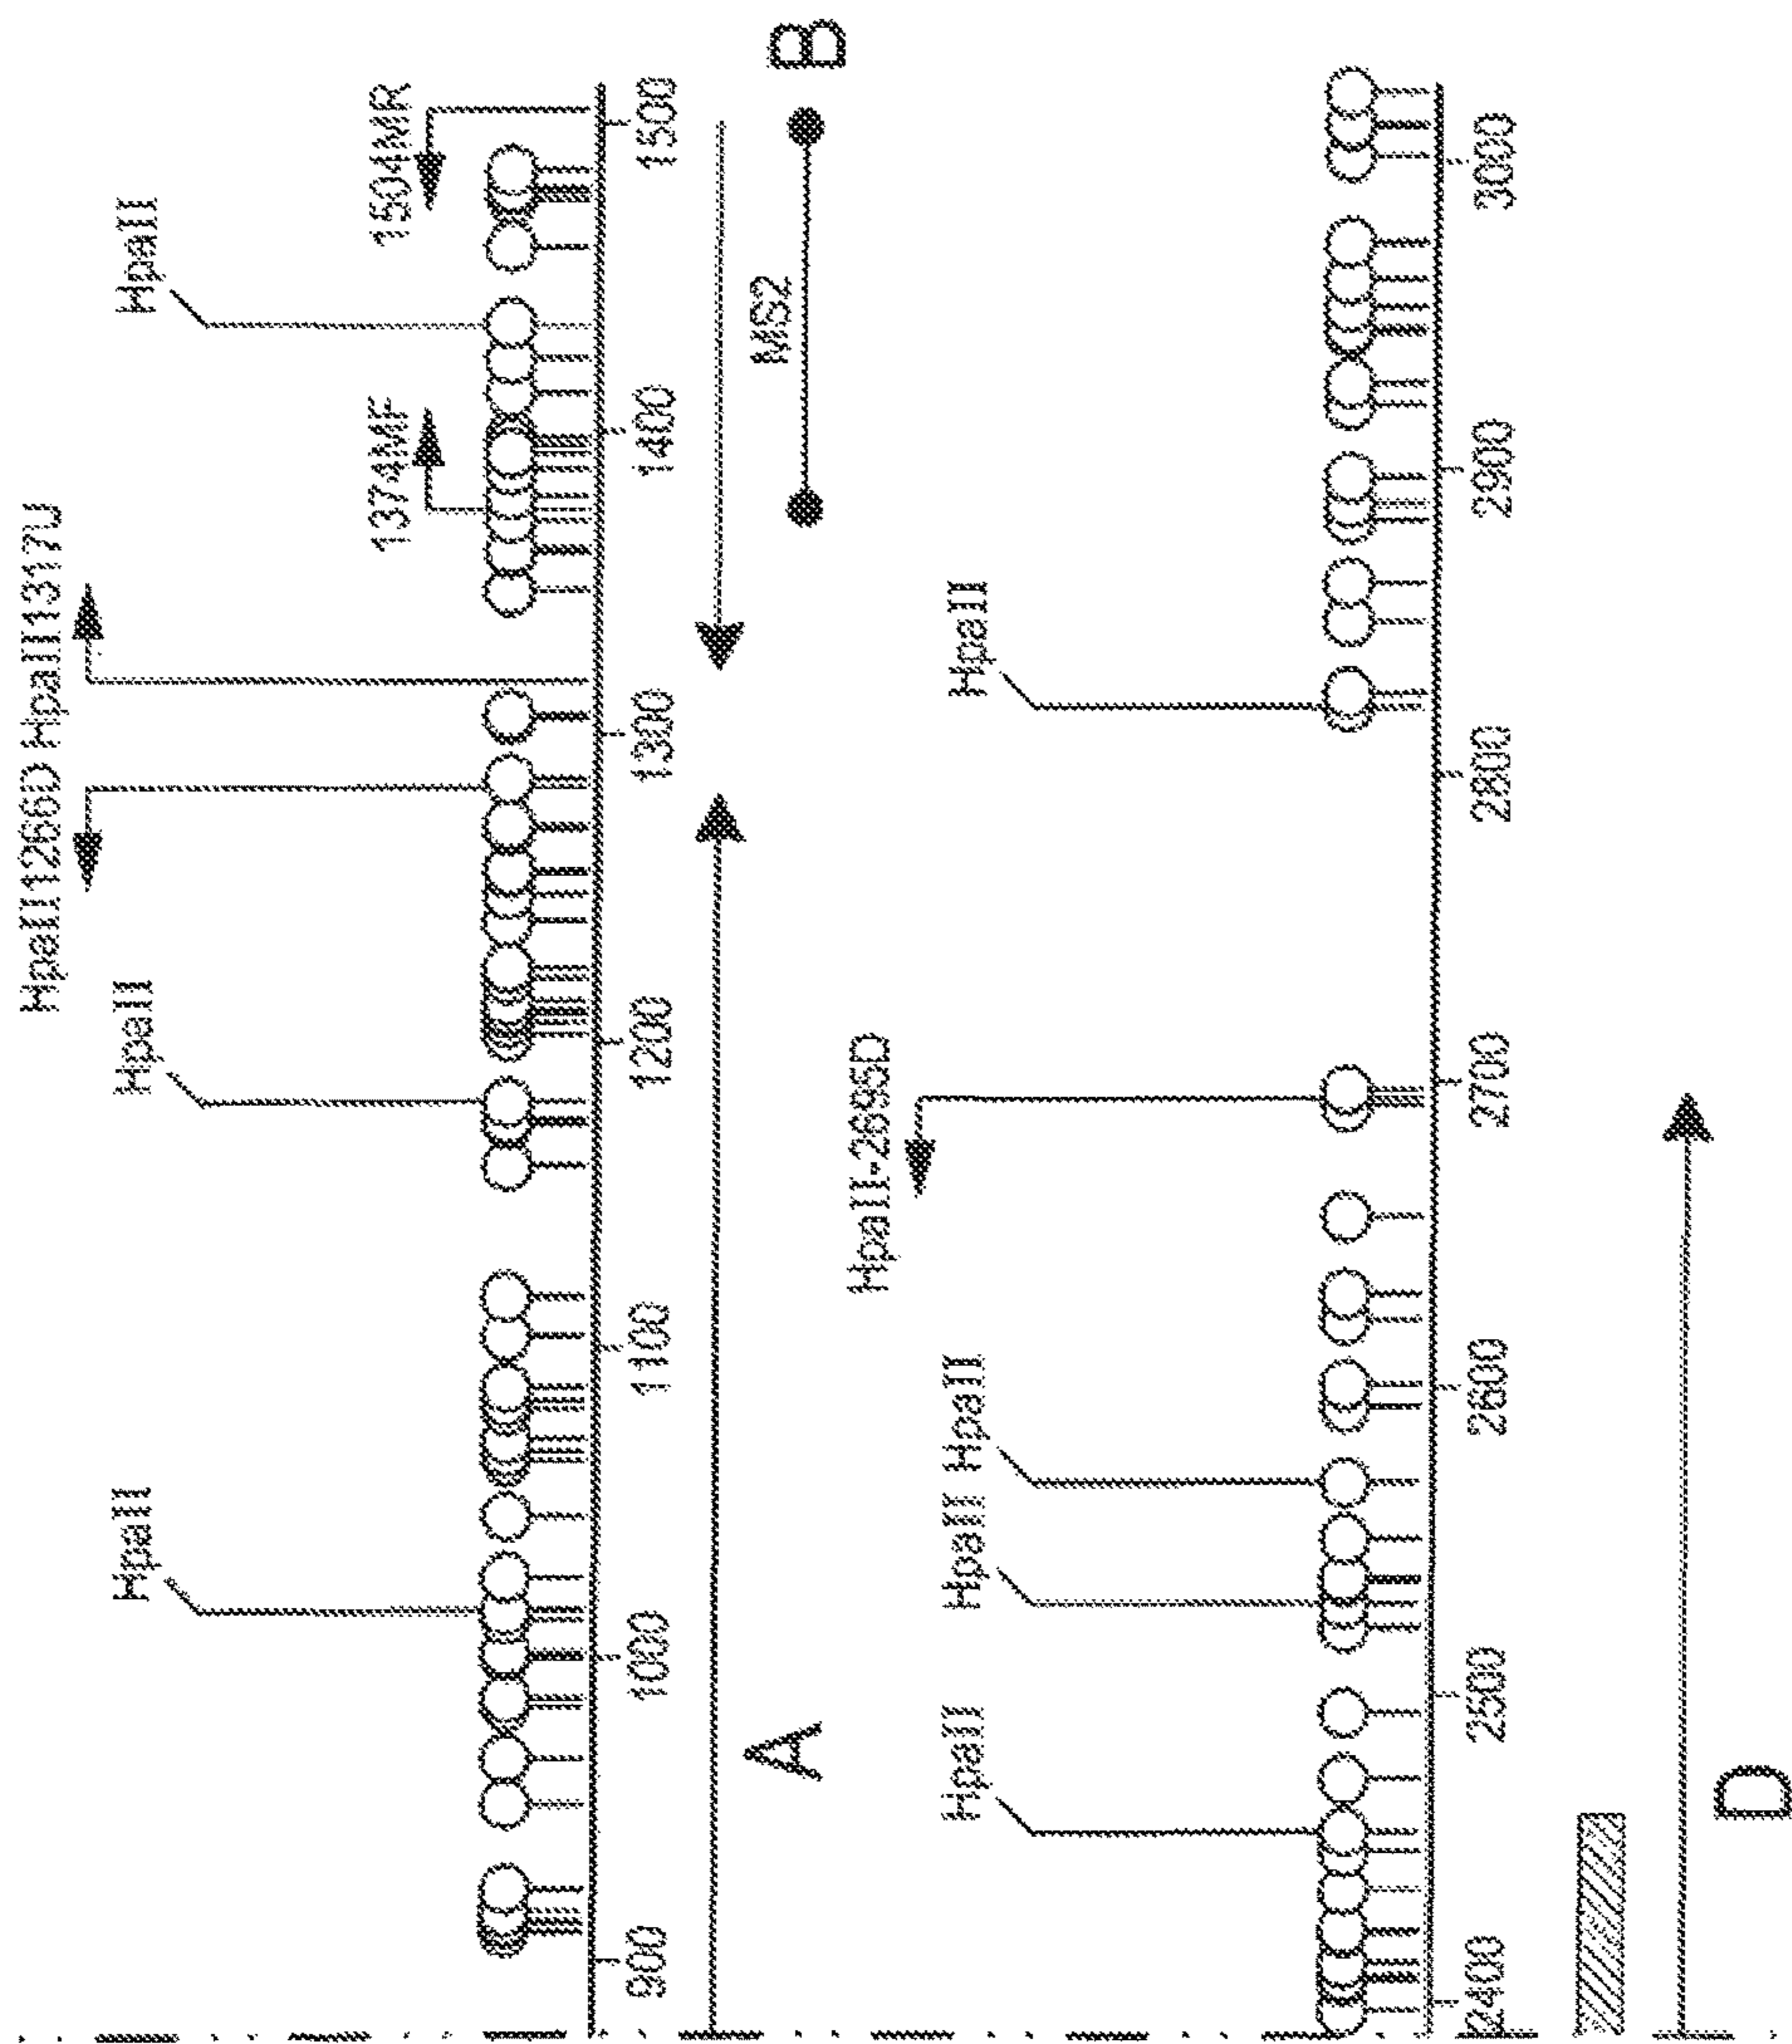 HpaII1266D HpaII1317U
HpaII
HpaII
HpaII
1374MF
1504MR
900
1000
1100
1200
1300
1400
1500
A
MS2
B
HpaII-2695D
HpaII
HpaII
HpaII
HpaII
2400
2500
2600
2700
2800
2900
3000
D